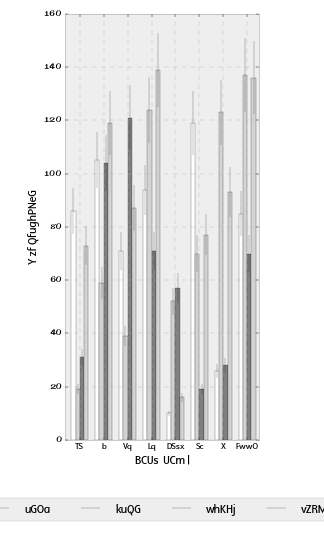 160
140
120
100
80
60
40
20
0
Y zf QfughPNeG
TS b Vq Lq DSsx Sc X FwwO
BCUs UCm l
uGOa kuQG whKHj vZRM